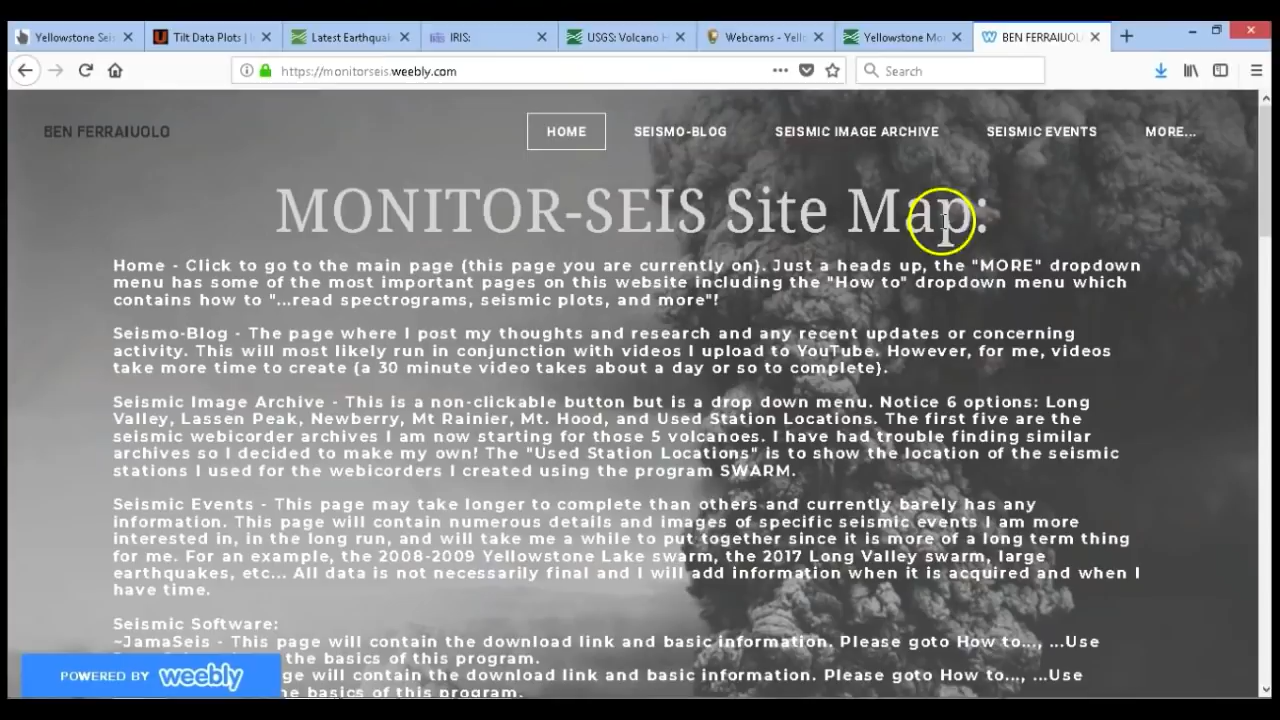 Yellowstone Seis
Tilt Data Plots |
Latest Earthqua
IRIS:
USGS: Volcano H
Webcams - Yell
Yellowstone Mo
BEN FERRAIUOL
https://monitorseis.weebly.com
Search
BEN FERRAIUOLO
HOME
SEISMO-BLOG
SEISMIC IMAGE ARCHIVE
SEISMIC EVENTS
MORE...
MONITOR-SEIS Site Map:
Home - Click to go to the main page (this page you are currently on). Just a heads up, the "MORE" dropdown
menu has some of the most important pages on this website including the "How to" dropdown menu which
contains how to "...read spectrograms, seismic plots, and more"!
Seismo-Blog - The page where I post my thoughts and research and any recent updates or concerning
activity. This will most likely run in conjunction with videos I upload to YouTube. However, for me, videos
take more time to create (a 30 minute video takes about a day or so to complete).
Seismic Image Archive - This is a non-clickable button but is a drop down menu. Notice 6 options: Long
Valley, Lassen Peak, Newberry, Mt Rainier, Mt. Hood, and Used Station Locations. The first five are the
seismic webicorder archives I am now starting for those 5 volcanoes. I have had trouble finding similar
archives so I decided to make my own! The "Used Station Locations" is to show the location of the seismic
stations I used for the webicorders I created using the program SWARM.
Seismic Events - This page may take longer to complete than others and currently barely has any
information. This page will contain numerous details and images of specific seismic events I am more
interested in, in the long run, and will take me a while to put together since it is more of a long term thing
for me. For an example, the 2008-2009 Yellowstone Lake swarm, the 2017 Long Valley swarm, large
earthquakes, etc... All data is not necessarily final and I will add information when it is acquired and when I
have time.
Seismic Software:
~JamaSeis - This page will contain the download link and basic information. Please goto How to..., ...Use
the basics of this program.
ge will contain the download link and basic information. Please goto How to..., ...Use
the basics of this program.
POWERED BY weebly